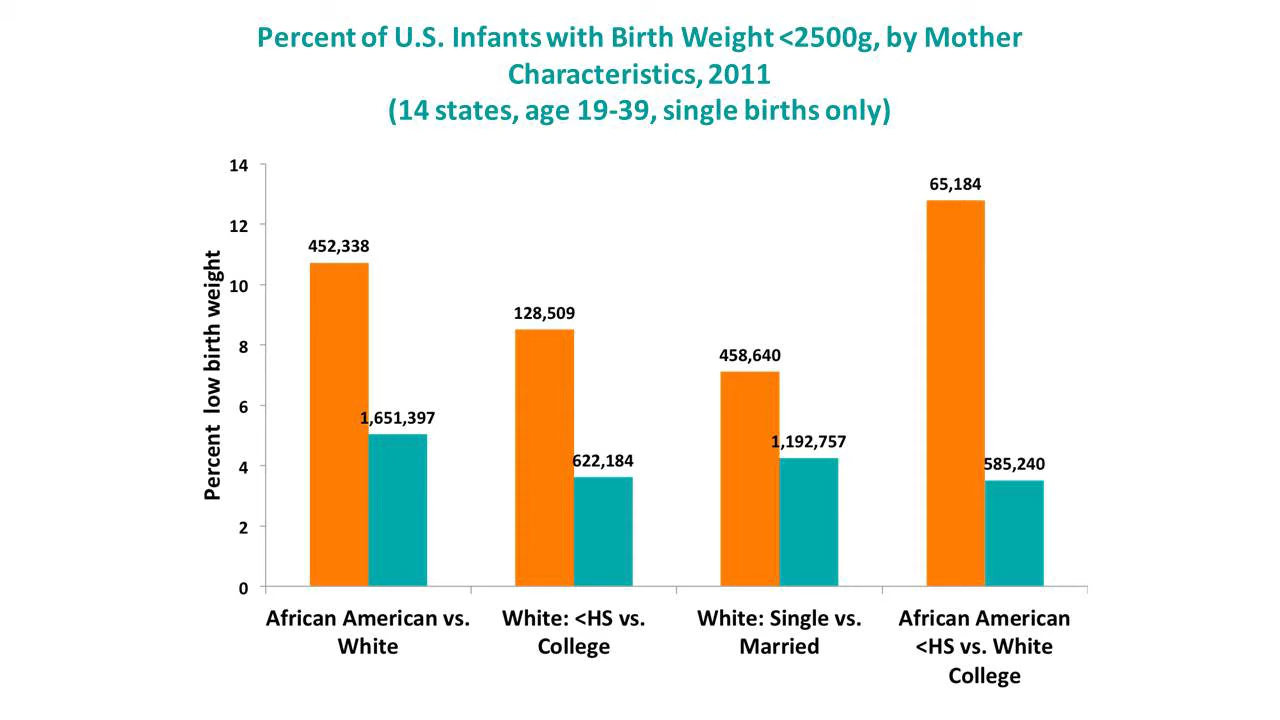 Percent of U.S. Infants with Birth Weight <2500g, by Mother
Characteristics, 2011
(14 states, age 19-39, single births only)
Percent low birth weight
14
12
10
8
6
4
2
0
452,338
1,651,397
128,509
622,184
458,640
1,192,757
65,184
585,240
African American vs.
White
White: <HS vs.
College
White: Single vs.
Married
African American
<HS vs. White
College